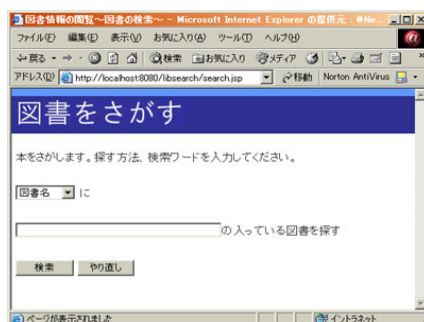 図書情報の閲覧～図書の検索～ - Microsoft Internet Explorer の提供元：@Ne
ファイル(F) 編集(E) 表示(V) お気に入り(A) ツール(T) ヘルプ(H)
戻る 検索 お気に入り メディア
アドレス(D) http://localhost:8080/libsearch/search.jsp 移動 Norton AntiVirus
図書をさがす
本をさがします。探す方法、検索ワードを入力してください。
図書名 に
の入っている図書を探す
検索 やり直し
ページが表示されました イントラネット